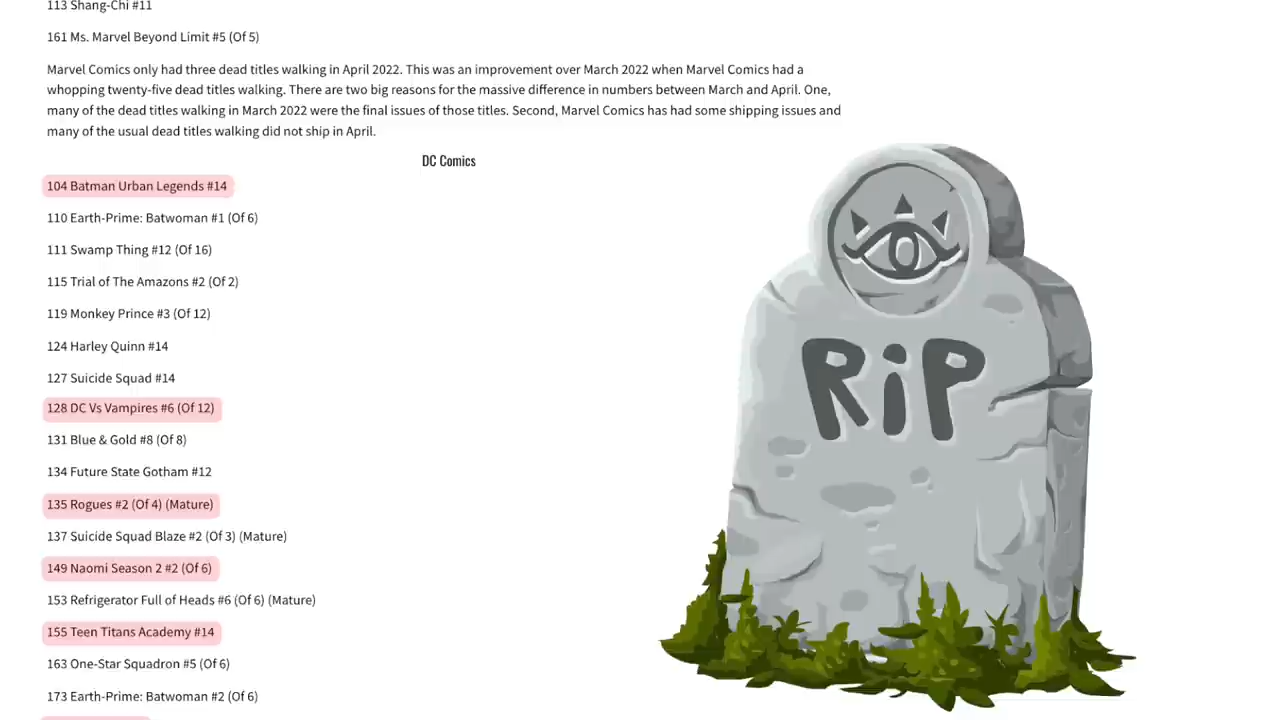 113 Shang-Chi #11
161 Ms. Marvel Beyond Limit #5 (Of 5)
Marvel Comics only had three dead titles walking in April 2022. This was an improvement over March 2022 when Marvel Comics had a
whopping twenty-five dead titles walking. There are two big reasons for the massive difference in numbers between March and April. One,
many of the dead titles walking in March 2022 were the final issues of those titles. Second, Marvel Comics has had some shipping issues and
many of the usual dead titles walking did not ship in April.
DC Comics
104 Batman Urban Legends #14
110 Earth-Prime: Batwoman #1 (Of 6)
111 Swamp Thing #12 (Of 16)
115 Trial of The Amazons #2 (Of 2)
119 Monkey Prince #3 (Of 12)
124 Harley Quinn #14
127 Suicide Squad #14
128 DC Vs Vampires #6 (Of 12)
131 Blue & Gold #8 (Of 8)
134 Future State Gotham #12
135 Rogues #2 (Of 4) (Mature)
137 Suicide Squad Blaze #2 (Of 3) (Mature)
149 Naomi Season 2 #2 (Of 6)
153 Refrigerator Full of Heads #6 (Of 6) (Mature)
155 Teen Titans Academy #14
163 One-Star Squadron #5 (Of 6)
173 Earth-Prime: Batwoman #2 (Of 6)
RiP